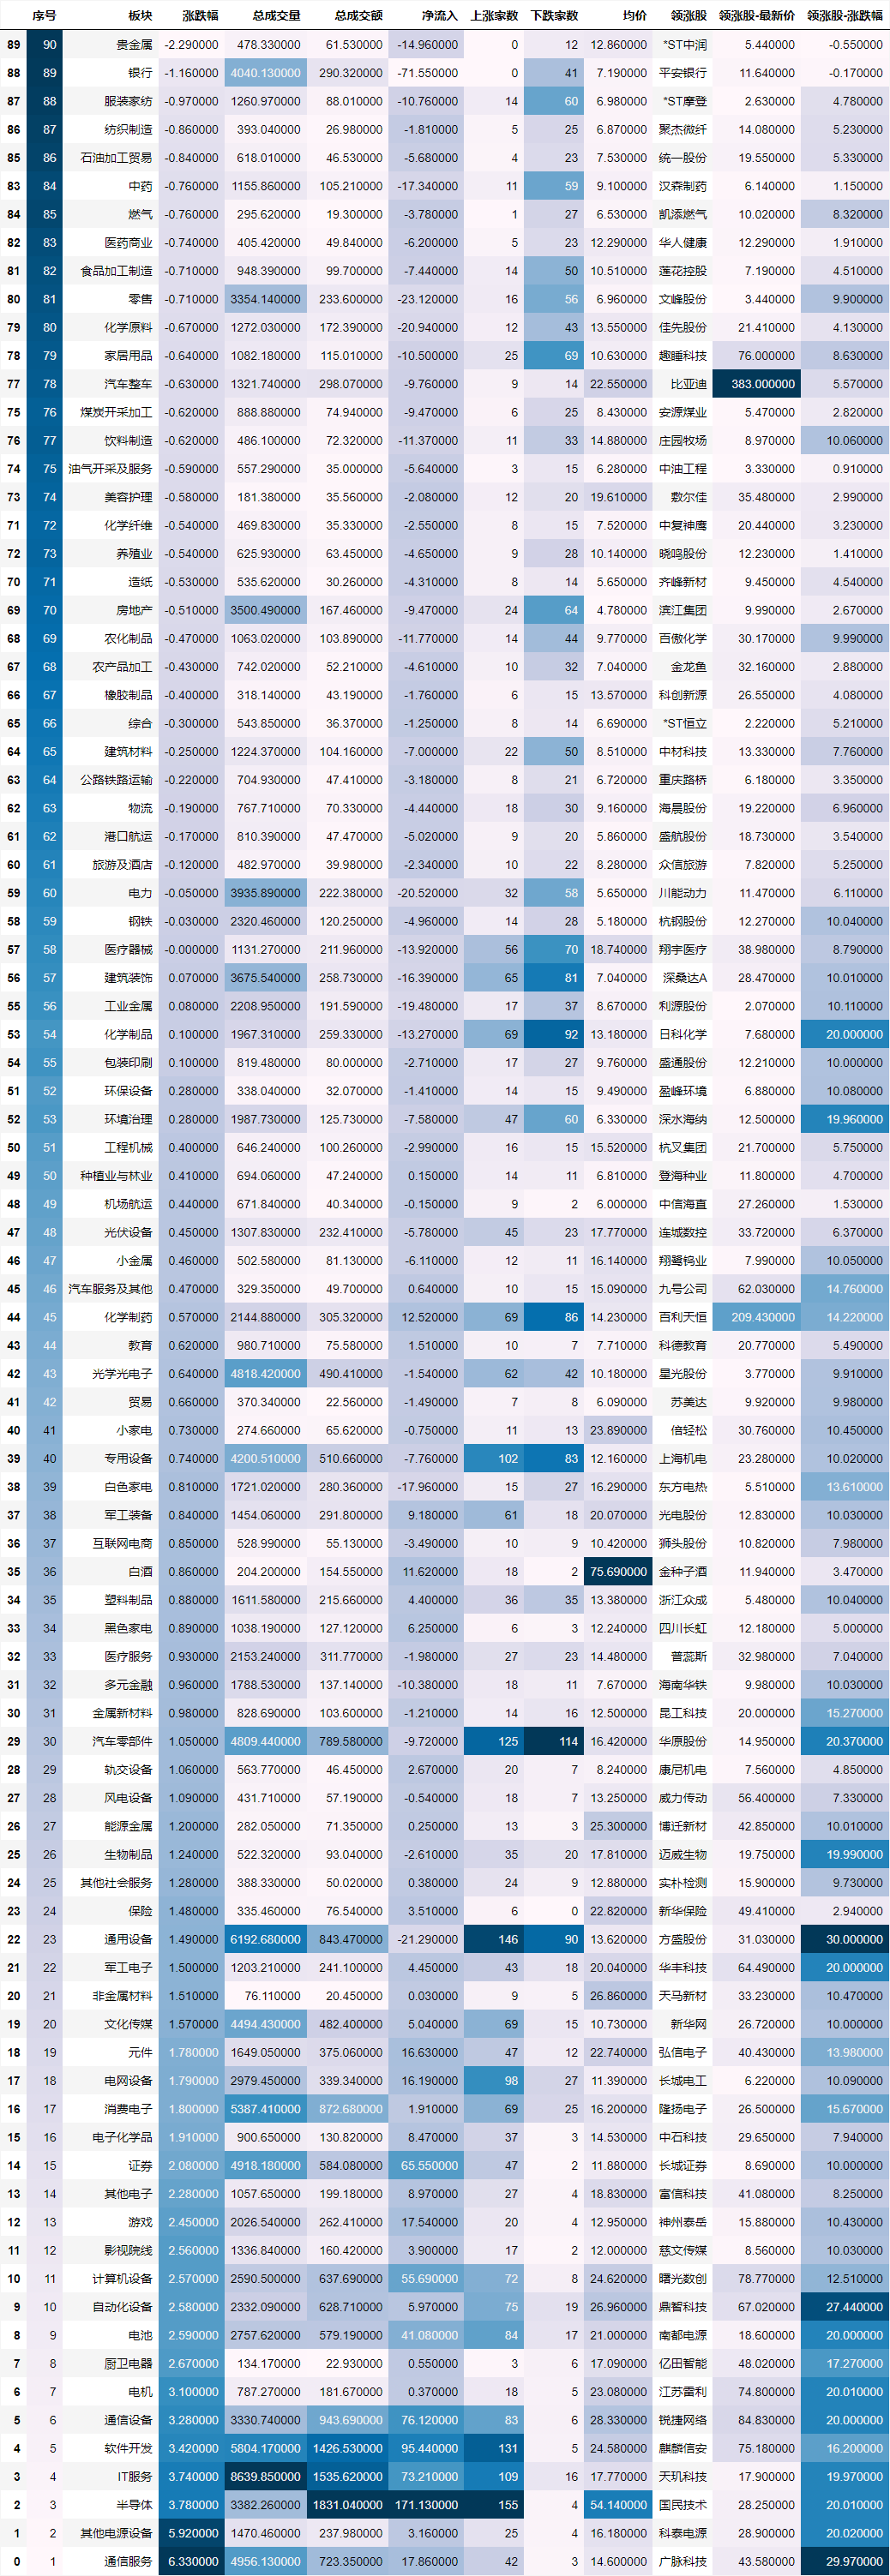 序号 板块 涨跌幅 总成交量 总成交额 净流入 上涨家数 下跌家数 均价 领涨股 领涨股-最新价 领涨股-涨跌幅
89 90 贵金属 -2.290000 478.330000 61.530000 -14.960000 0 12 12.860000 *ST中润 5.440000 -0.550000
88 89 银行 -1.160000 4040.130000 290.320000 -71.550000 0 41 7.190000 平安银行 11.640000 -0.170000
87 88 服装家纺 -0.970000 1260.970000 88.010000 -10.760000 14 60 6.980000 *ST摩登 2.630000 4.780000
86 87 纺织制造 -0.860000 393.040000 26.980000 -1.810000 5 25 6.870000 聚杰微纤 14.080000 5.230000
85 86 石油加工贸易 -0.840000 618.010000 46.530000 -5.680000 4 23 7.530000 统一股份 19.550000 5.330000
83 84 中药 -0.760000 1155.860000 105.210000 -17.340000 11 59 9.100000 汉森制药 6.140000 1.150000
84 85 燃气 -0.760000 295.620000 19.300000 -3.780000 1 27 6.530000 凯添燃气 10.020000 8.320000
82 83 医药商业 -0.740000 405.420000 49.840000 -6.200000 5 23 12.290000 华人健康 12.290000 1.910000
81 82 食品加工制造 -0.710000 948.390000 99.700000 -7.440000 14 50 10.510000 莲花控股 7.190000 4.510000
80 81 零售 -0.710000 3354.140000 233.600000 -23.120000 16 56 6.960000 文峰股份 3.440000 9.900000
79 80 化学原料 -0.670000 1272.030000 172.390000 -20.940000 12 43 13.550000 佳先股份 21.410000 4.130000
78 79 家居用品 -0.640000 1082.180000 115.010000 -10.500000 25 69 10.630000 趣睡科技 76.000000 8.630000
77 78 汽车整车 -0.630000 1321.740000 298.070000 -9.760000 9 14 22.550000 比亚迪 383.000000 5.570000
75 76 煤炭开采加工 -0.620000 888.880000 74.940000 -9.470000 6 25 8.430000 安源煤业 5.470000 2.820000
76 77 饮料制造 -0.620000 486.100000 72.320000 -11.370000 11 33 14.880000 庄园牧场 8.970000 10.060000
74 75 油气开采及服务 -0.590000 557.290000 35.000000 -5.640000 3 15 6.280000 中油工程 3.330000 0.910000
73 74 美容护理 -0.580000 181.380000 35.560000 -2.080000 12 20 19.610000 敷尔佳 35.480000 2.990000
71 72 化学纤维 -0.540000 469.830000 35.330000 -2.550000 8 15 7.520000 中复神鹰 20.440000 3.230000
72 73 养殖业 -0.540000 625.930000 63.450000 -4.650000 9 28 10.140000 晓鸣股份 12.230000 1.410000
70 71 造纸 -0.530000 535.620000 30.260000 -4.310000 8 14 5.650000 齐峰新材 9.450000 4.540000
69 70 房地产 -0.510000 3500.490000 167.460000 -9.470000 24 64 4.780000 滨江集团 9.990000 2.670000
68 69 农化制品 -0.470000 1063.020000 103.890000 -11.770000 14 44 9.770000 百傲化学 30.170000 9.990000
67 68 农产品加工 -0.430000 742.020000 52.210000 -4.610000 10 32 7.040000 金龙鱼 32.160000 2.880000
66 67 橡胶制品 -0.400000 318.140000 43.190000 -1.760000 6 15 13.570000 科创新源 26.550000 4.080000
65 66 综合 -0.300000 543.850000 36.370000 -1.250000 8 14 6.690000 *ST恒立 2.220000 5.210000
64 65 建筑材料 -0.250000 1224.370000 104.160000 -7.000000 22 50 8.510000 中材科技 13.330000 7.760000
63 64 公路铁路运输 -0.220000 704.930000 47.410000 -3.180000 8 21 6.720000 重庆路桥 6.180000 3.350000
62 63 物流 -0.190000 767.710000 70.330000 -4.440000 18 30 9.160000 海晨股份 19.220000 6.960000
61 62 港口航运 -0.170000 810.390000 47.470000 -5.020000 9 20 5.860000 盛航股份 18.730000 3.540000
60 61 旅游及酒店 -0.120000 482.970000 39.980000 -2.340000 10 22 8.280000 众信旅游 7.820000 5.250000
59 60 电力 -0.050000 3935.890000 222.380000 -20.520000 32 58 5.650000 川能动力 11.470000 6.110000
58 59 钢铁 -0.030000 2320.460000 120.250000 -4.960000 14 28 5.180000 杭钢股份 12.270000 10.040000
57 58 医疗器械 -0.000000 1131.270000 211.960000 -13.920000 56 70 18.740000 翔宇医疗 38.980000 8.790000
56 57 建筑装饰 0.070000 3675.540000 258.730000 -16.390000 65 81 7.040000 深桑达A 28.470000 10.010000
55 56 工业金属 0.080000 2208.950000 191.590000 -19.480000 17 37 8.670000 利源股份 2.070000 10.110000
53 54 化学制品 0.100000 1967.310000 259.330000 -13.270000 69 92 13.180000 日科化学 7.680000 20.000000
54 55 包装印刷 0.100000 819.480000 80.000000 -2.710000 17 27 9.760000 盛通股份 12.210000 10.000000
51 52 环保设备 0.280000 338.040000 32.070000 -1.410000 14 15 9.490000 盈峰环境 6.880000 10.080000
52 53 环境治理 0.280000 1987.730000 125.730000 -7.580000 47 60 6.330000 深水海纳 12.500000 19.960000
50 51 工程机械 0.400000 646.240000 100.260000 -2.990000 16 15 15.520000 杭叉集团 21.700000 5.750000
49 50 种植业与林业 0.410000 694.060000 47.240000 0.150000 14 11 6.810000 登海种业 11.800000 4.700000
48 49 机场航运 0.440000 671.840000 40.340000 -0.150000 9 2 6.000000 中信海直 27.260000 1.530000
47 48 光伏设备 0.450000 1307.830000 232.410000 -5.780000 45 23 17.770000 连城数控 33.720000 6.370000
46 47 小金属 0.460000 502.580000 81.130000 -6.110000 12 11 16.140000 翔鹭钨业 7.990000 10.050000
45 46 汽车服务及其他 0.470000 329.350000 49.700000 0.640000 10 15 15.090000 九号公司 62.030000 14.760000
44 45 化学制药 0.570000 2144.880000 305.320000 12.520000 69 86 14.230000 百利天恒 209.430000 14.220000
43 44 教育 0.620000 980.710000 75.580000 1.510000 10 7 7.710000 科德教育 20.770000 5.490000
42 43 光学光电子 0.640000 4818.420000 490.410000 -1.540000 62 42 10.180000 星光股份 3.770000 9.910000
41 42 贸易 0.660000 370.340000 22.560000 -1.490000 7 8 6.090000 苏美达 9.920000 9.980000
40 41 小家电 0.730000 274.660000 65.620000 -0.750000 11 13 23.890000 倍轻松 30.760000 10.450000
39 40 专用设备 0.740000 4200.510000 510.660000 -7.760000 102 83 12.160000 上海机电 23.280000 10.020000
38 39 白色家电 0.810000 1721.020000 280.360000 -17.960000 15 27 16.290000 东方电热 5.510000 13.610000
37 38 军工装备 0.840000 1454.060000 291.800000 9.180000 61 18 20.070000 光电股份 12.830000 10.030000
36 37 互联网电商 0.850000 528.990000 55.130000 -3.490000 10 9 10.420000 狮头股份 10.820000 7.980000
35 36 白酒 0.860000 204.200000 154.550000 11.620000 18 2 75.690000 金种子酒 11.940000 3.470000
34 35 塑料制品 0.880000 1611.580000 215.660000 4.400000 36 35 13.380000 浙江众成 5.480000 10.040000
33 34 黑色家电 0.890000 1038.190000 127.120000 6.250000 6 3 12.240000 四川长虹 12.180000 5.000000
32 33 医疗服务 0.930000 2153.240000 311.770000 -1.980000 27 23 14.480000 普蕊斯 32.980000 7.040000
31 32 多元金融 0.960000 1788.530000 137.140000 -10.380000 18 11 7.670000 海南华铁 9.980000 10.030000
30 31 金属新材料 0.980000 828.690000 103.600000 -1.210000 14 16 12.500000 昆工科技 20.000000 15.270000
29 30 汽车零部件 1.050000 4809.440000 789.580000 -9.720000 125 114 16.420000 华原股份 14.950000 20.370000
28 29 轨交设备 1.060000 563.770000 46.450000 2.670000 20 7 8.240000 康尼机电 7.560000 4.850000
27 28 风电设备 1.090000 431.710000 57.190000 -0.540000 18 7 13.250000 威力传动 56.400000 7.330000
26 27 能源金属 1.200000 282.050000 71.350000 0.250000 13 3 25.300000 博迁新材 42.850000 10.010000
25 26 生物制品 1.240000 522.320000 93.040000 -2.610000 35 20 17.810000 迈威生物 19.750000 19.990000
24 25 其他社会服务 1.280000 388.330000 50.020000 0.380000 24 9 12.880000 实朴检测 15.900000 9.730000
23 24 保险 1.480000 335.460000 76.540000 3.510000 6 0 22.820000 新华保险 49.410000 2.940000
22 23 通用设备 1.490000 6192.680000 843.470000 -21.290000 146 90 13.620000 方盛股份 31.030000 30.000000
21 22 军工电子 1.500000 1203.210000 241.100000 4.450000 43 18 20.040000 华丰科技 64.490000 20.000000
20 21 非金属材料 1.510000 76.110000 20.450000 0.030000 9 5 26.860000 天马新材 33.230000 10.470000
19 20 文化传媒 1.570000 4494.430000 482.400000 5.040000 69 15 10.730000 新华网 26.720000 10.000000
18 19 元件 1.780000 1649.050000 375.060000 16.630000 47 12 22.740000 弘信电子 40.430000 13.980000
17 18 电网设备 1.790000 2979.450000 339.340000 16.190000 98 27 11.390000 长城电工 6.220000 10.090000
16 17 消费电子 1.800000 5387.410000 872.680000 1.910000 69 25 16.200000 隆扬电子 26.500000 15.670000
15 16 电子化学品 1.910000 900.650000 130.820000 8.470000 37 3 14.530000 中石科技 29.650000 7.940000
14 15 证券 2.080000 4918.180000 584.080000 65.550000 47 2 11.880000 长城证券 8.690000 10.000000
13 14 其他电子 2.280000 1057.650000 199.180000 8.970000 27 4 18.830000 富信科技 41.080000 8.250000
12 13 游戏 2.450000 2026.540000 262.410000 17.540000 20 4 12.950000 神州泰岳 15.880000 10.430000
11 12 影视院线 2.560000 1336.840000 160.420000 3.900000 17 2 12.000000 慈文传媒 8.560000 10.030000
10 11 计算机设备 2.570000 2590.500000 637.690000 55.690000 72 8 24.620000 曙光数创 78.770000 12.510000
9 10 自动化设备 2.580000 2332.090000 628.710000 5.970000 75 19 26.960000 鼎智科技 67.020000 27.440000
8 9 电池 2.590000 2757.620000 579.190000 41.080000 84 17 21.000000 南都电源 18.600000 20.000000
7 8 厨卫电器 2.670000 134.170000 22.930000 0.550000 3 6 17.090000 亿田智能 48.020000 17.270000
6 7 电机 3.100000 787.270000 181.670000 0.370000 18 5 23.080000 江苏雷利 74.800000 20.010000
5 6 通信设备 3.280000 3330.740000 943.690000 76.120000 83 6 28.330000 锐捷网络 84.830000 20.000000
4 5 软件开发 3.420000 5804.170000 1426.530000 95.440000 131 5 24.580000 麒麟信安 75.180000 16.200000
3 4 IT服务 3.740000 8639.850000 1535.620000 73.210000 109 16 17.770000 天玑科技 17.900000 19.970000
2 3 半导体 3.780000 3382.260000 1831.040000 171.130000 155 4 54.140000 国民技术 28.250000 20.010000
1 2 其他电源设备 5.920000 1470.460000 237.980000 3.160000 25 4 16.180000 科泰电源 28.900000 20.020000
0 1 通信服务 6.330000 4956.130000 723.350000 17.860000 42 3 14.600000 广脉科技 43.580000 29.970000